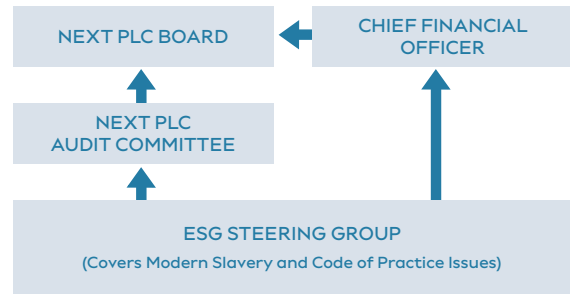 NEXT PLC BOARD
CHIEF FINANCIAL
OFFICER
NEXT PLC
AUDIT COMMITTEE
ESG STEERING GROUP
(Covers Modern Slavery and Code of Practice Issues)